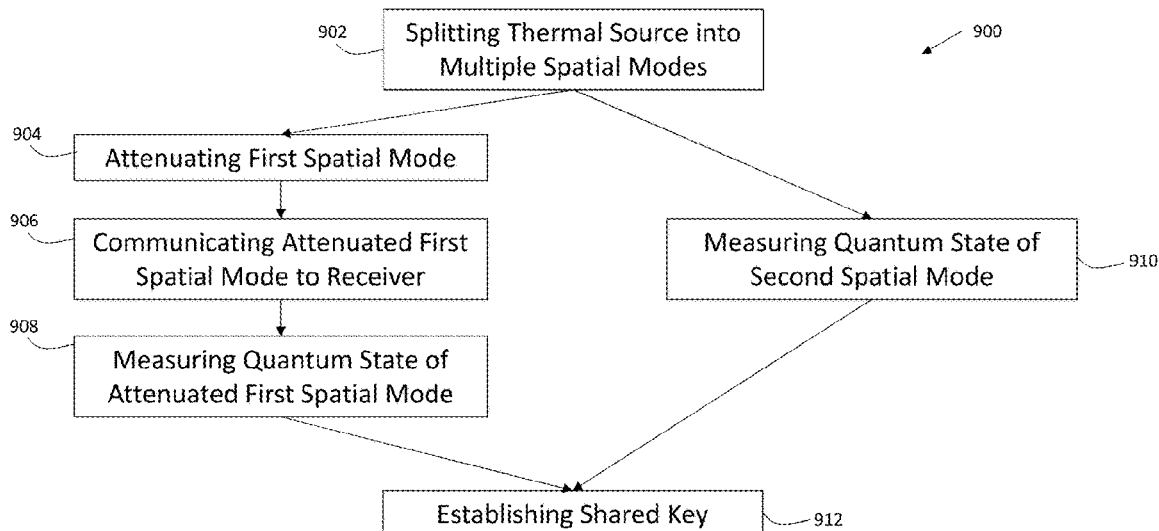 902
Splitting Thermal Source into
Multiple Spatial Modes
900
904
Attenuating First Spatial Mode
906
Communicating Attenuated First
Spatial Mode to Receiver
Measuring Quantum State of
Second Spatial Mode
910
908
Measuring Quantum State of
Attenuated First Spatial Mode
Establishing Shared Key
912